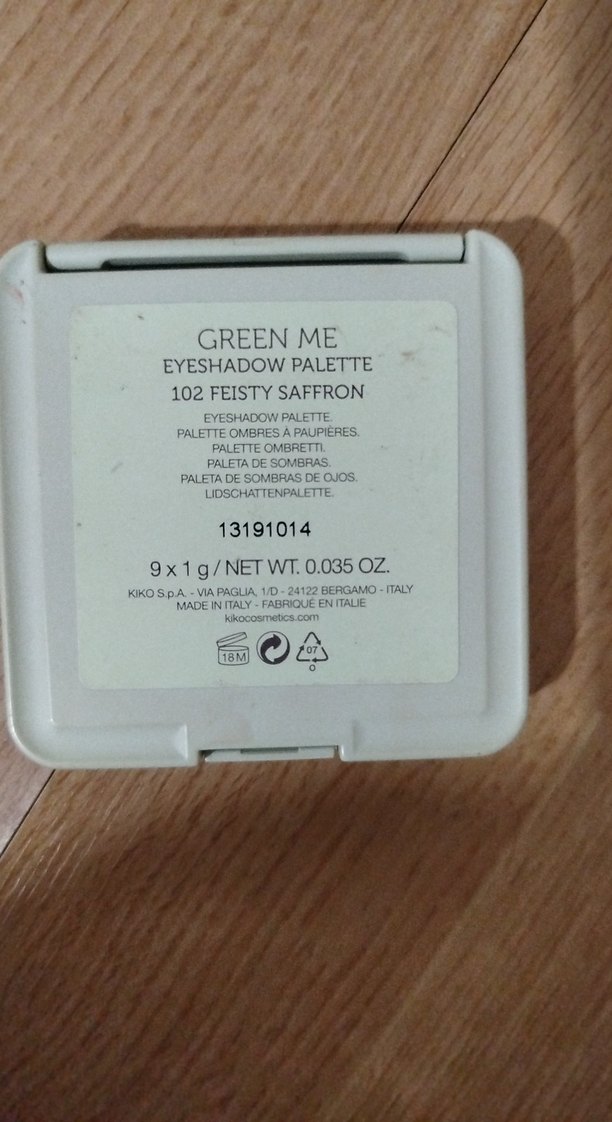 GREEN ME
EYESHADOW PALETTE
102 FEISTY SAFFRON
EYESHADOW PALETTE.
PALETTE OMBRES À PAUPIÈRES.
PALETTE OMBRETTI.
PALETA DE SOMBRAS.
PALETA DE SOMBRAS DE OJOS.
LIDSCHATTENPALETTE.
13191014
9 x 1 g / NET WT. 0.035 OZ.
KIKO S.p.A. - VIA PAGLIA, 1/D - 24122 BERGAMO - ITALY
MADE IN ITALY - FABRIQUÉ EN ITALIE
kikocosmetics.com
18M 07
O